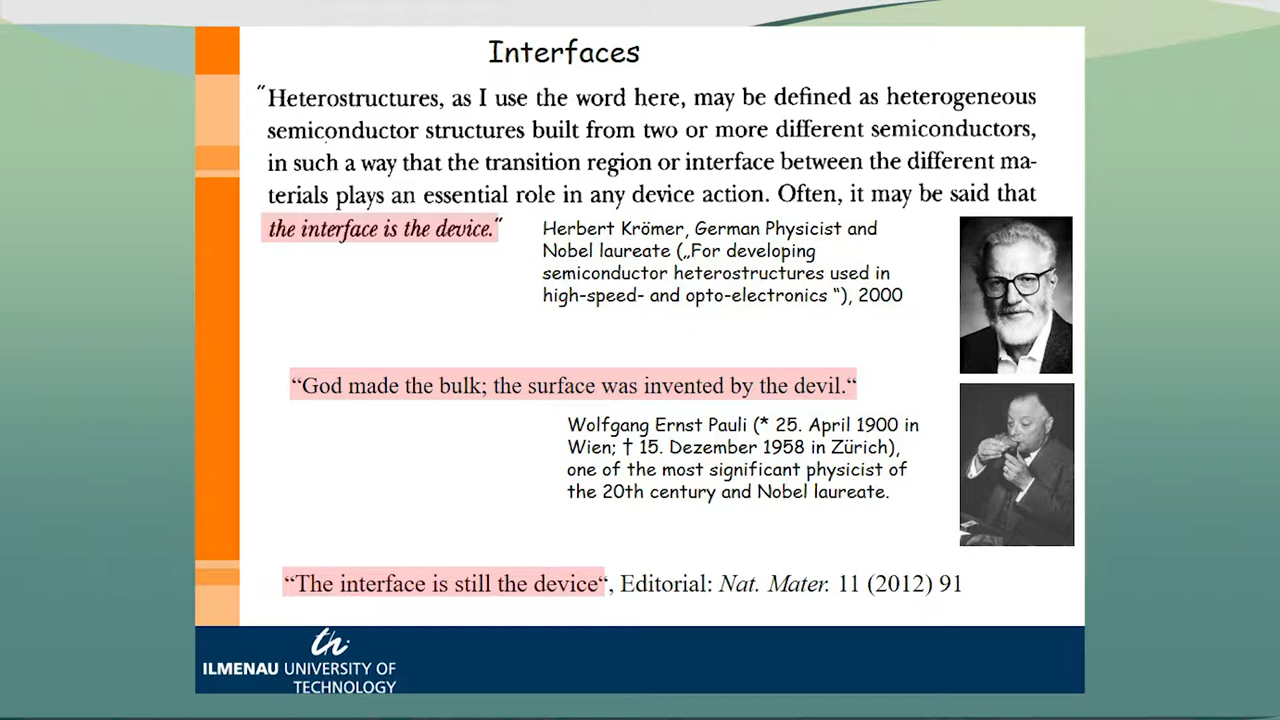 Interfaces
"Heterostructures, as I use the word here, may be defined as heterogeneous
semiconductor structures built from two or more different semiconductors,
in such a way that the transition region or interface between the different ma-
terials plays an essential role in any device action. Often, it may be said that
the interface is the device."
Herbert Krömer, German Physicist and
Nobel laureate („For developing
semiconductor heterostructures used in
high-speed- and opto-electronics “), 2000
“God made the bulk; the surface was invented by the devil.“
Wolfgang Ernst Pauli (* 25. April 1900 in
Wien; † 15. Dezember 1958 in Zürich),
one of the most significant physicist of
the 20th century and Nobel laureate.
“The interface is still the device“, Editorial: Nat. Mater. 11 (2012) 91
th
ILMENAU UNIVERSITY OF
TECHNOLOGY